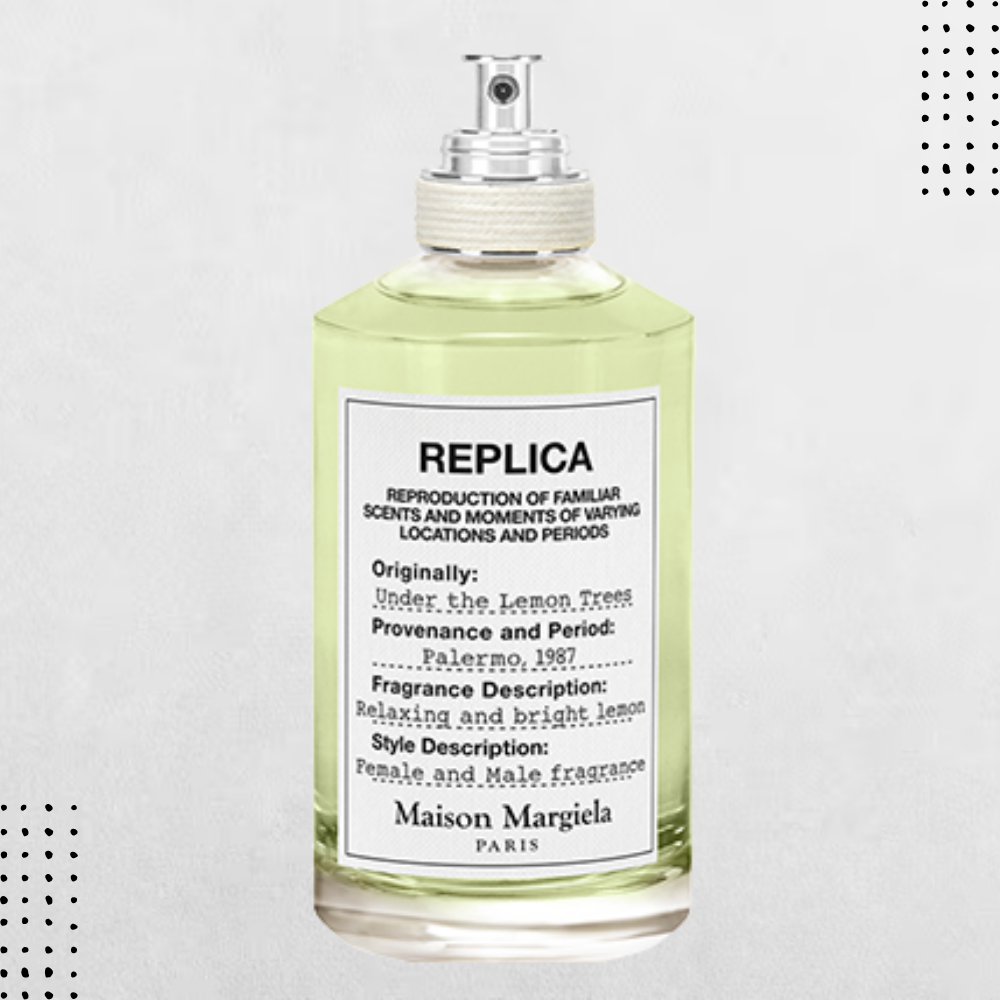 REPLICA
REPRODUCTION OF FAMILIAR
SCENTS AND MOMENTS OF VARYING
LOCATIONS AND PERIODS
Originally:
Under the Lemon Trees
Provenance and Period:
Palermo, 1987
Fragrance Description:
Relaxing and bright lemon
Style Description:
Female and Male fragrance
Maison Margiela
PARIS